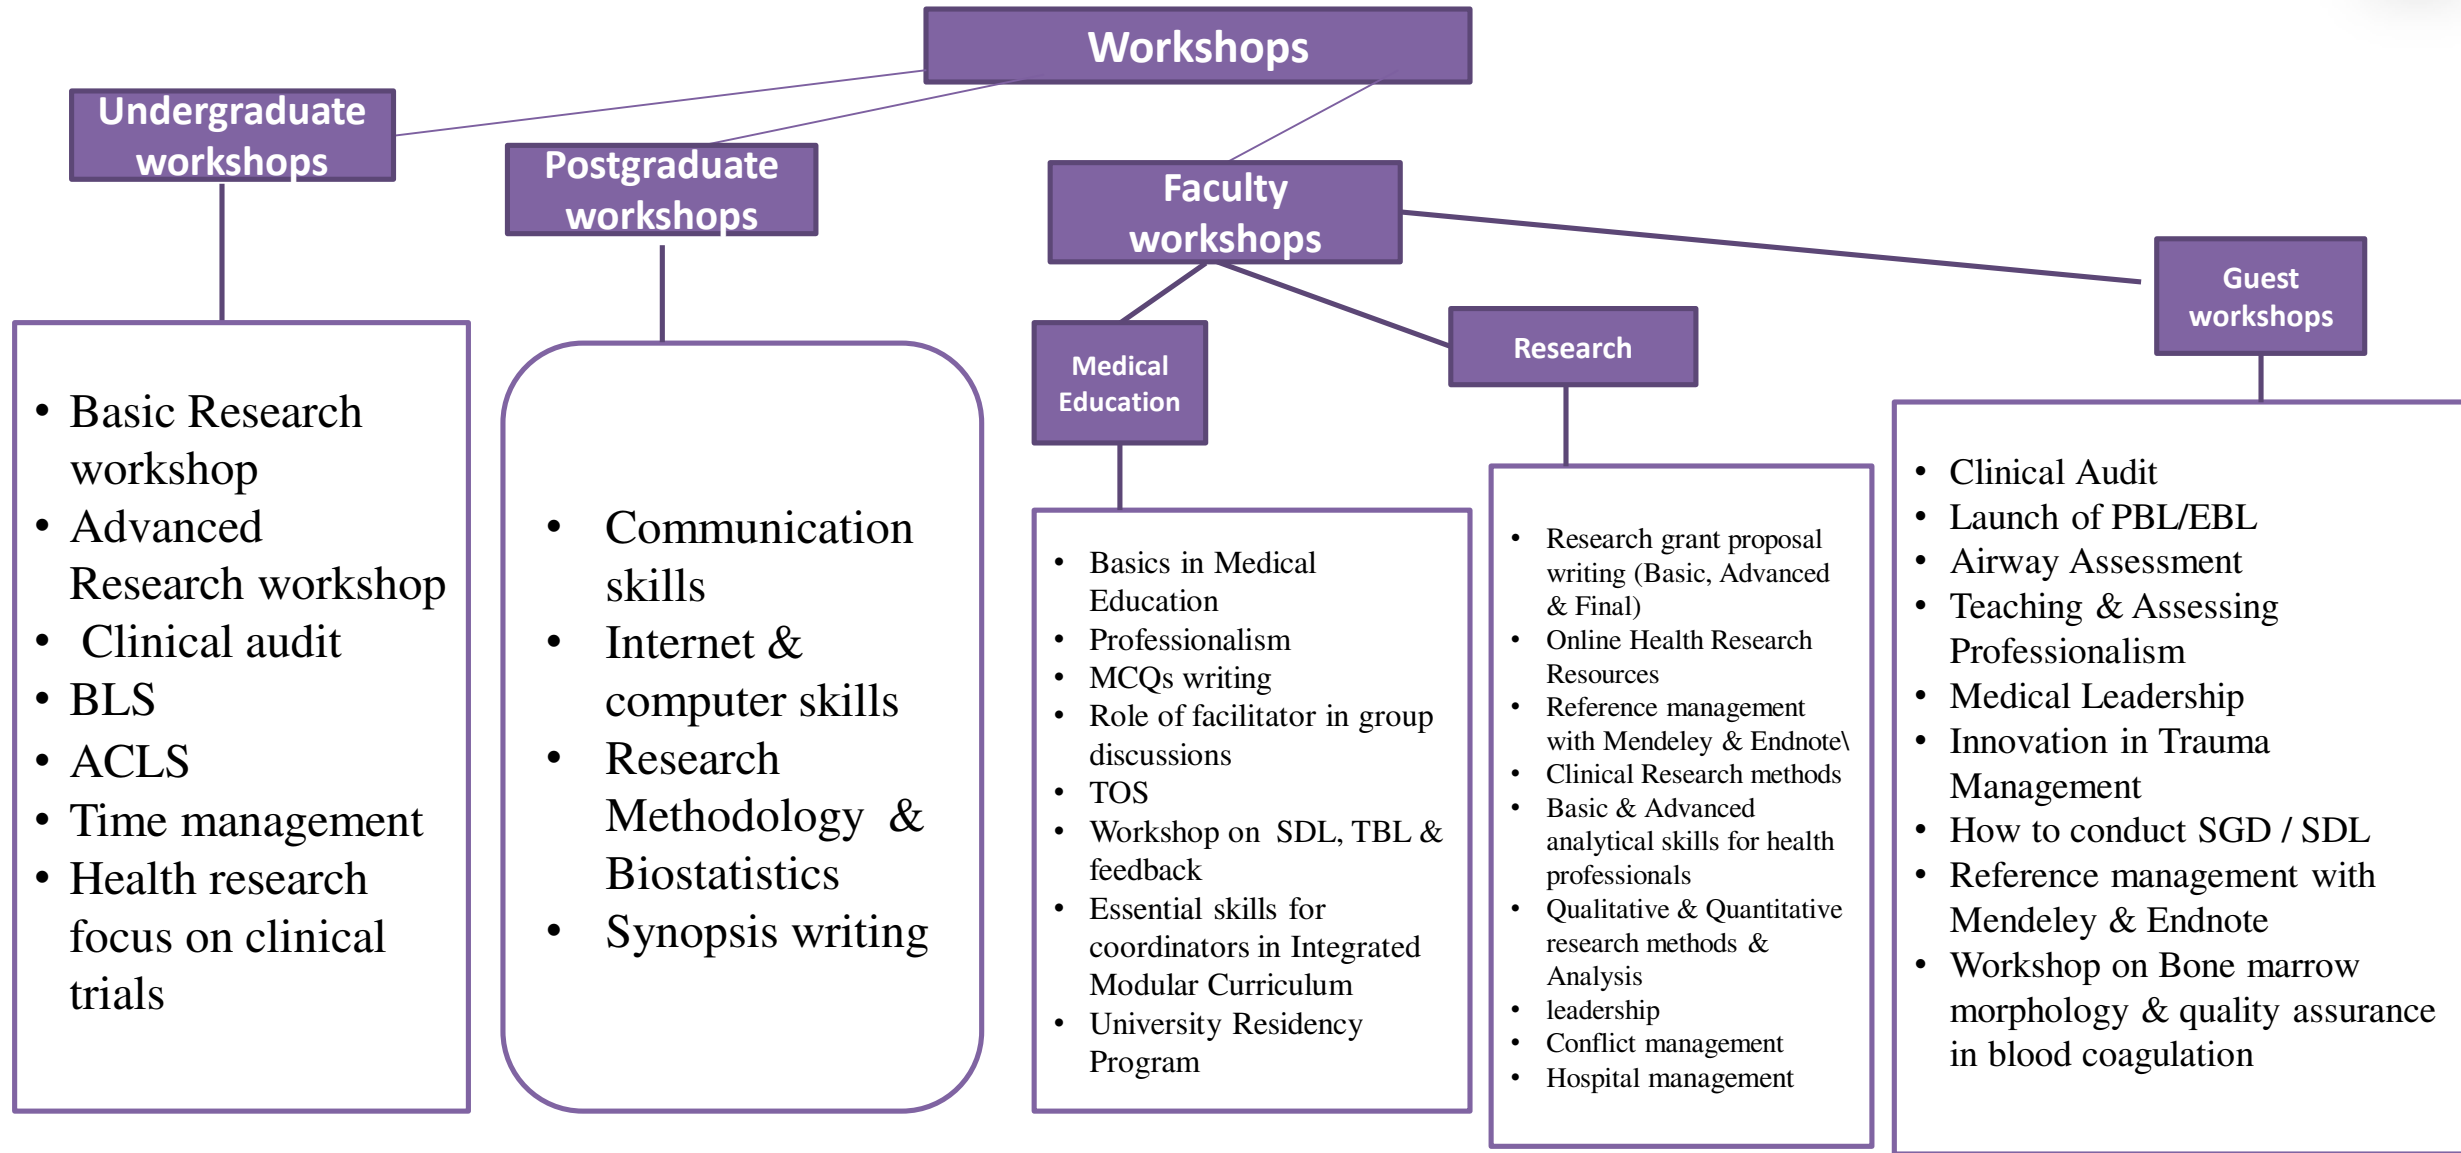 Workshops
Undergraduate
workshops
Postgraduate
workshops
Faculty
workshops
Guest
workshops
Medical
Education
Research
• Basic Research
workshop
• Advanced
Research workshop
• Clinical audit
• BLS
• ACLS
• Time management
• Health research
focus on clinical
trials
• Communication
skills
• Internet &
computer skills
• Research
Methodology &
Biostatistics
• Synopsis writing
• Basics in Medical
Education
• Professionalism
• MCQs writing
• Role of facilitator in group
discussions
• TOS
• Workshop on SDL, TBL &
feedback
• Essential skills for
coordinators in Integrated
Modular Curriculum
• University Residency
Program
• Research grant proposal
writing (Basic, Advanced
& Final)
• Online Health Research
Resources
• Reference management
with Mendeley & Endnote\
• Clinical Research methods
• Basic & Advanced
analytical skills for health
professionals
• Qualitative & Quantitative
research methods &
Analysis
• leadership
• Conflict management
• Hospital management
• Clinical Audit
• Launch of PBL/EBL
• Airway Assessment
• Teaching & Assessing
Professionalism
• Medical Leadership
• Innovation in Trauma
Management
• How to conduct SGD / SDL
• Reference management with
Mendeley & Endnote
• Workshop on Bone marrow
morphology & quality assurance
in blood coagulation